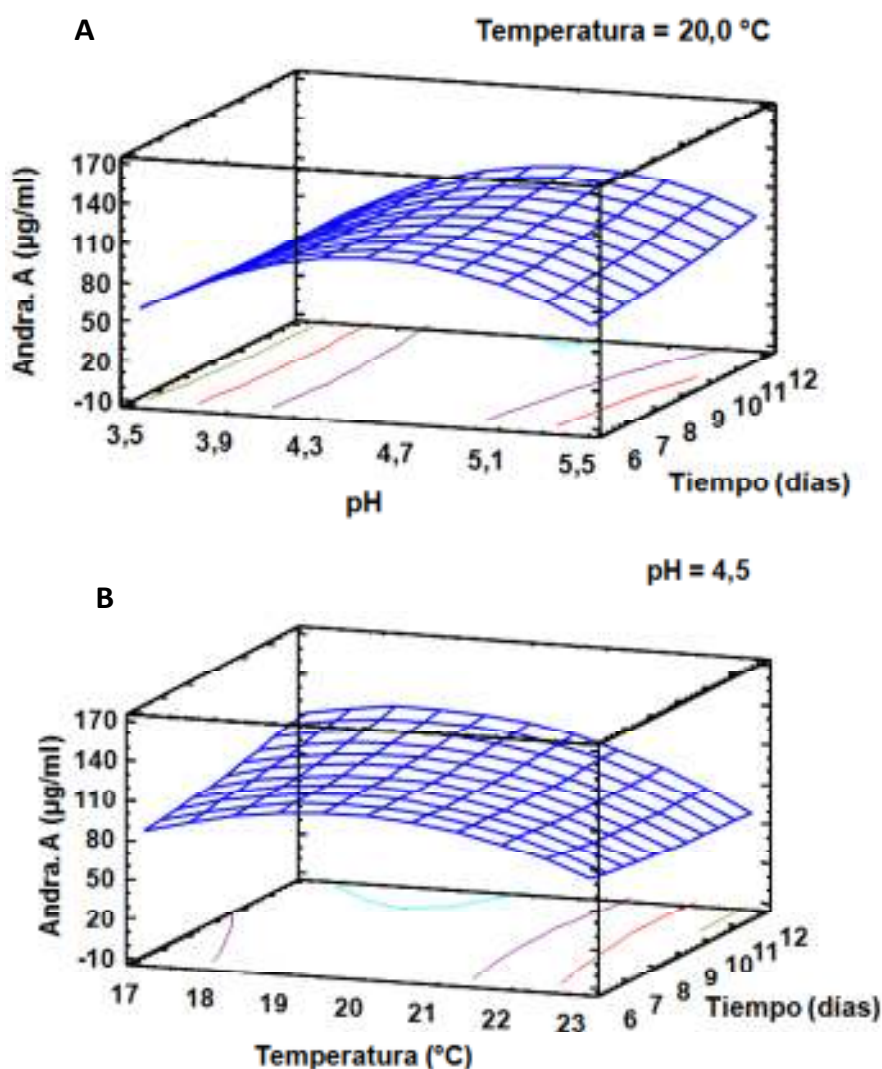 A
Temperatura = 20,0 °C
Andra. A (µg/ml)
170
140
110
80
50
20
-10
3,5 3,9 4,3 4,7 5,1 5,5
6 7 8 9 10 11 12
pH
Tiempo (días)
B
pH = 4,5
Andra. A (µg/ml)
170
140
110
80
50
20
-10
17 18 19 20 21 22 23
6 7 8 9 10 11 12
Temperatura (°C)
Tiempo (días)